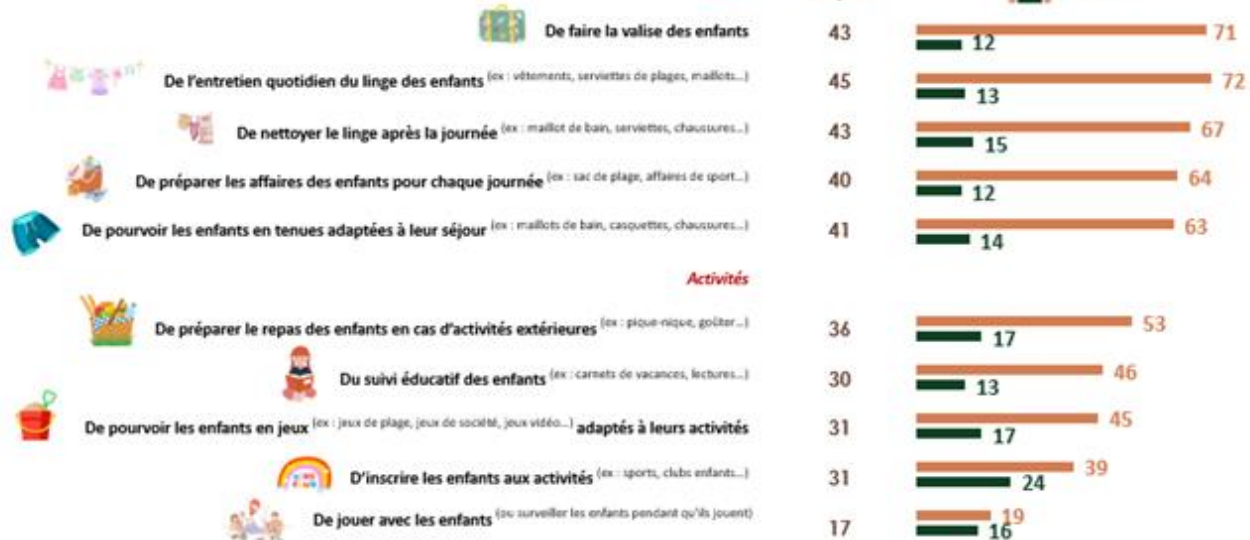 De faire la valise des enfants 43 71 12
De l'entretien quotidien du linge des enfants (ex : vêtements, serviettes de plages, maillots...) 45 72 13
De nettoyer le linge après la journée (ex : maillot de bain, serviettes, chaussures...) 43 67 15
De préparer les affaires des enfants pour chaque journée (ex : sac de plage, affaires de sport...) 40 64 12
De pourvoir les enfants en tenues adaptées à leur séjour (ex : maillots de bain, casquettes, chaussures...) 41 63 14
Activités
De préparer le repas des enfants en cas d'activités extérieures (ex : pique-nique, goûter...) 36 53 17
Du suivi éducatif des enfants (ex : carnets de vacances, lectures...) 30 46 13
De pourvoir les enfants en jeux (ex : jeux de plage, jeux de société, jeux vidéo...) adaptés à leurs activités 31 45 17
D'inscrire les enfants aux activités (ex : sports, clubs enfants...) 31 39 24
De jouer avec les enfants (ou surveiller les enfants pendant qu'ils jouent) 17 19 16